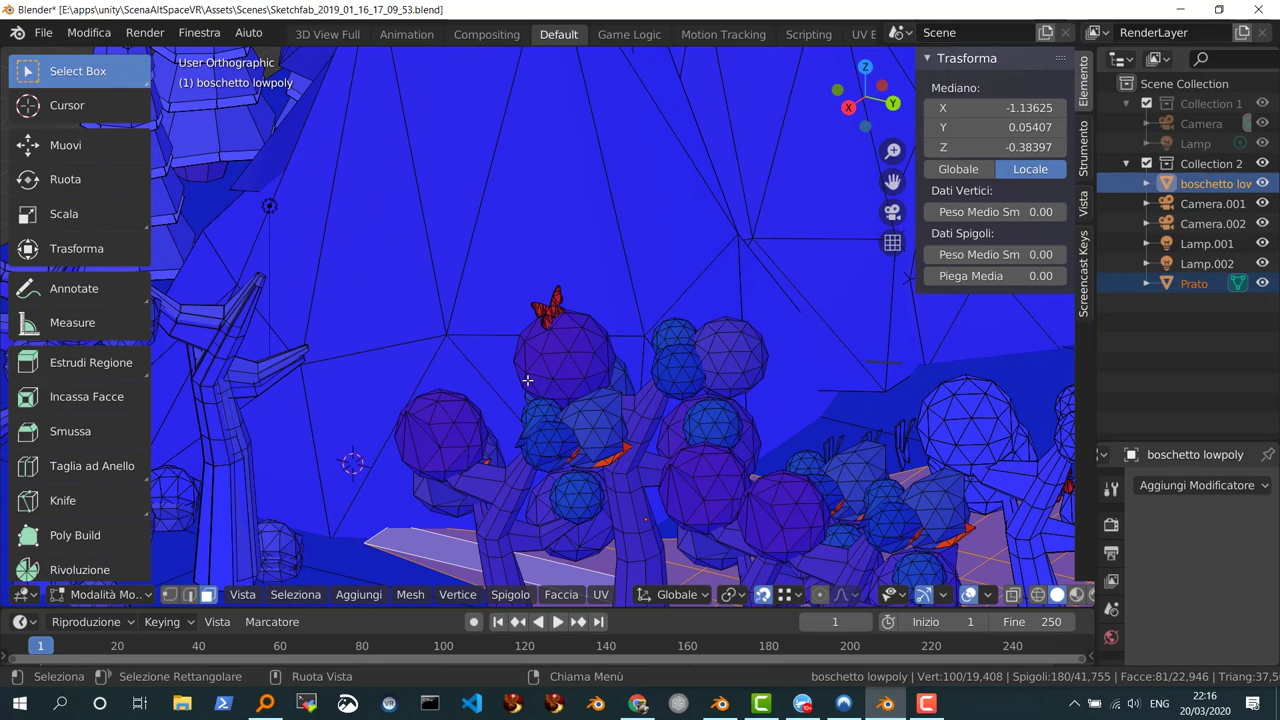 Blender* [E:\apps\unity\ScenaAltSpaceVR\Assets\Scenes\Sketchfab_2019_01_16_17_09_53.blend]
File Modifica Render Finestra Aiuto 3D View Full Animation Compositing Default Game Logic Motion Tracking Scripting UV E Scene RenderLayer
Select Box
Cursor
Muovi
Ruota
Scala
Trasforma
Annotate
Measure
Estrudi Regione
Incassa Facce
Smussa
Taglia ad Anello
Knife
Poly Build
Rivoluzione
User Orthographic
(1) boschetto lowpoly
Z
X
Y
Trasforma
Mediano:
X -1.13625
Y 0.05407
Z -0.38397
Globale Locale
Dati Vertici:
Peso Medio Sm 0.00
Dati Spigoli:
Peso Medio Sm 0.00
Piega Media 0.00
Elemento
Strumento
Vista
Screencast Keys
Scene Collection
Collection 1
Camera
Lamp
Collection 2
boschetto low
Camera.001
Camera.002
Lamp.001
Lamp.002
Prato
boschetto lowpoly
Aggiungi Modificatore
Modalità Mo... Vista Seleziona Aggiungi Mesh Vertice Spigolo Faccia UV Globale
Riproduzione Keying Vista Marcatore 1 Inizio 1 Fine 250
1 20 40 60 80 100 120 140 160 180 200 220 240
Seleziona Selezione Rettangolare Ruota Vista Chiama Menù boschetto lowpoly | Vert:100/19,408 | Spigoli:180/41,755 | Facce:81/22,946 | Triang:37,5
ENG 22:16
20/03/2020